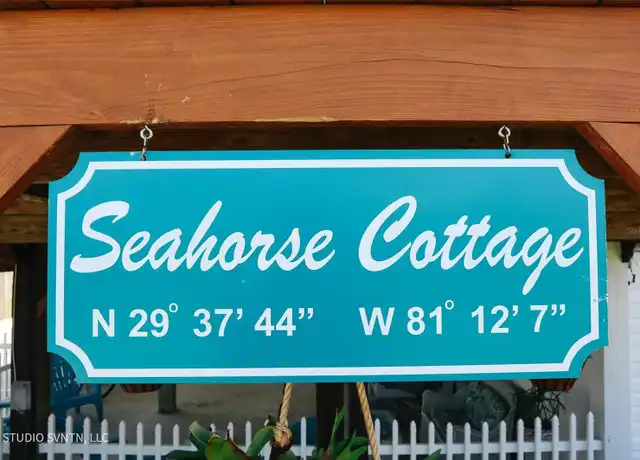 Seahorse Cottage
N 29° 37’ 44” W 81° 12’ 7”
STUDIO SVNTN, LLC